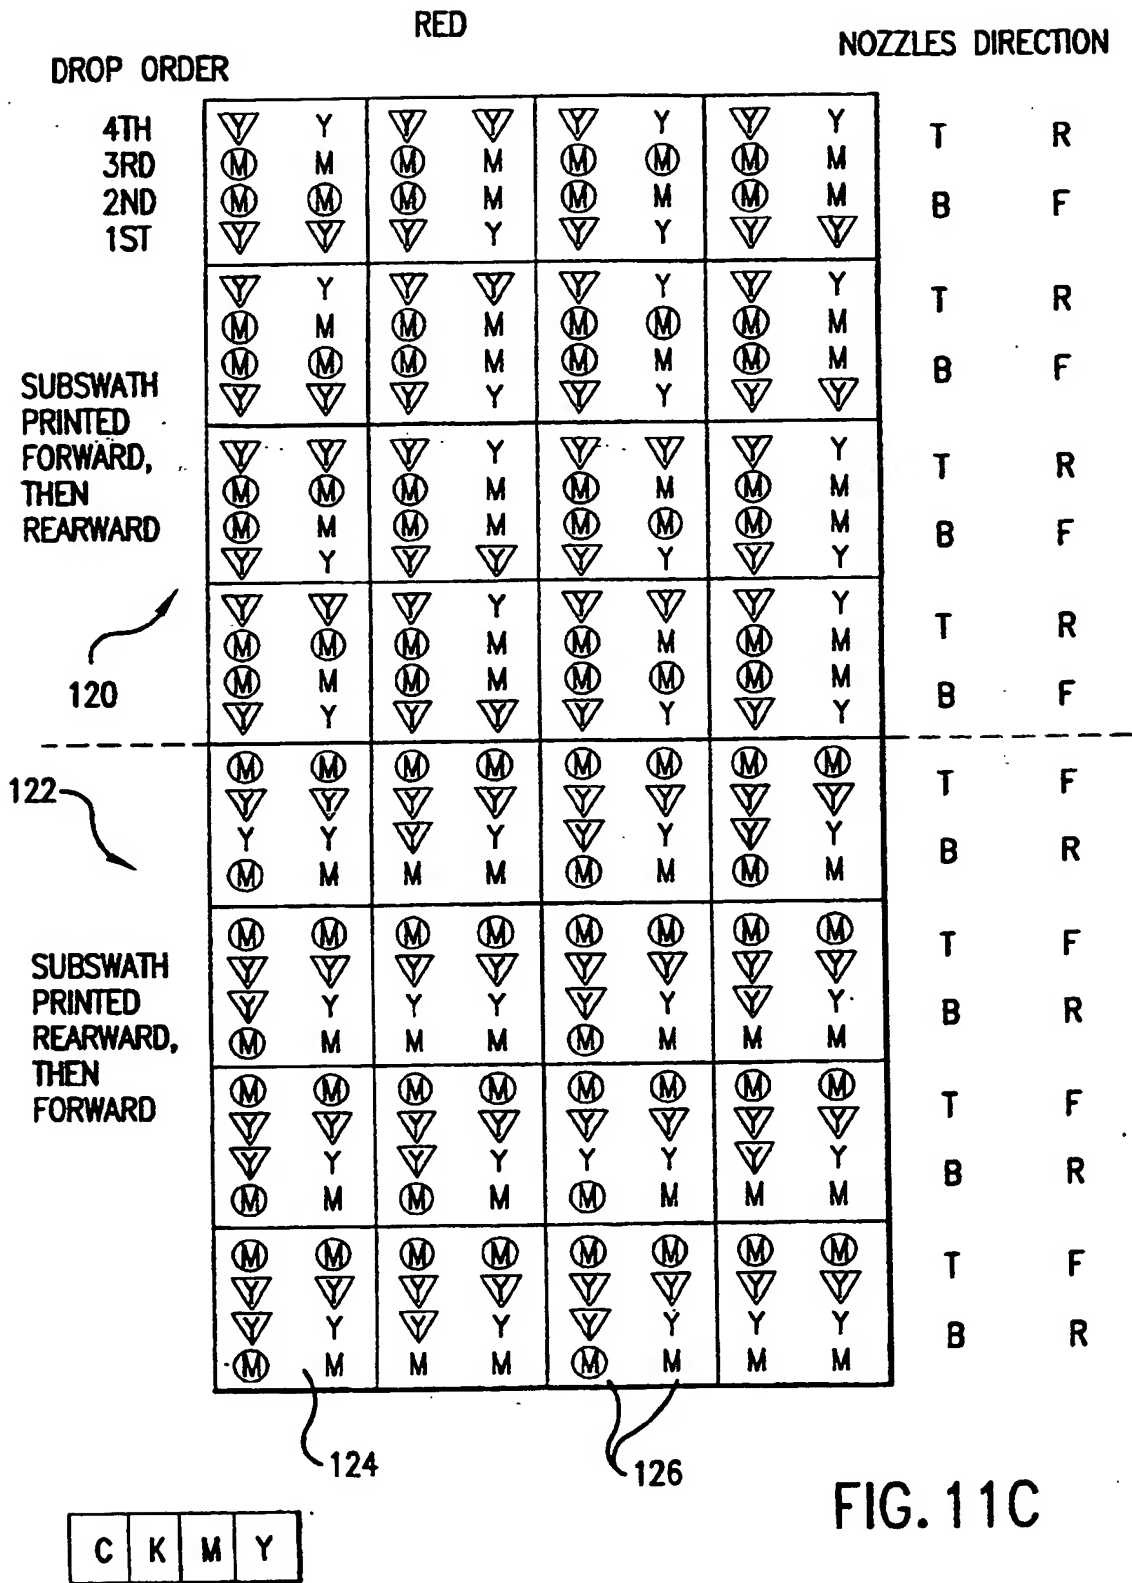 RED
NOZZLES DIRECTION
DROP ORDER
4TH Y Y Y Y Y Y Y Y T R
3RD M M M M M M M M
2ND M M M M M M M M B F
1ST Y Y Y Y Y Y Y Y
Y Y Y Y Y Y Y Y T R
M M M M M M M M
M M M M M M M M B F
Y Y Y Y Y Y Y Y
SUBSWATH
PRINTED
FORWARD,
THEN
REARWARD
Y Y Y Y Y Y Y Y T R
M M M M M M M M
M M M M M M M M B F
Y Y Y Y Y Y Y Y
Y Y Y Y Y Y Y Y T R
M M M M M M M M
M M M M M M M M B F
Y Y Y Y Y Y Y Y
120
122
M M M M M M M M T F
Y Y Y Y Y Y Y Y
Y Y Y Y Y Y Y Y B R
M M M M M M M M
SUBSWATH
PRINTED
REARWARD,
THEN
FORWARD
M M M M M M M M T F
Y Y Y Y Y Y Y Y
Y Y Y Y Y Y Y Y B R
M M M M M M M M
M M M M M M M M T F
Y Y Y Y Y Y Y Y
Y Y Y Y Y Y Y Y B R
M M M M M M M M
M M M M M M M M T F
Y Y Y Y Y Y Y Y
Y Y Y Y Y Y Y Y B R
M M M M M M M M
124
126
FIG. 11C
C K M Y